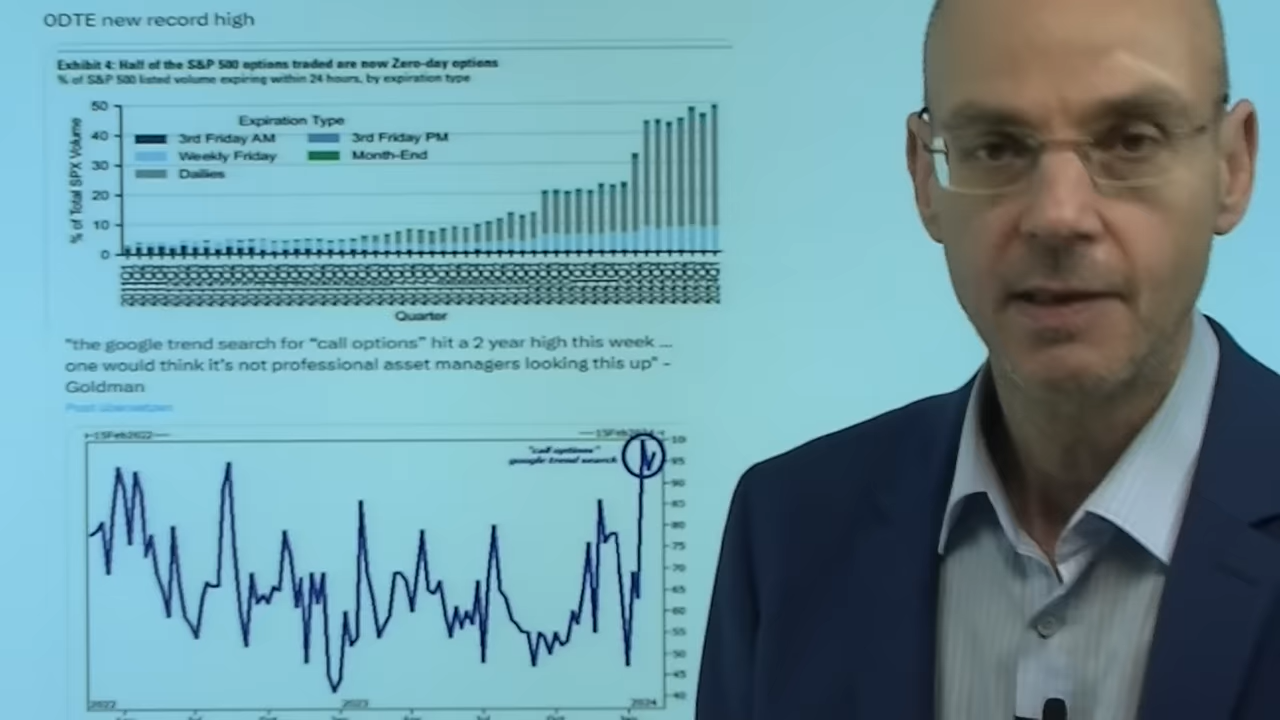 0DTE new record high
Exhibit 4: Half of the S&P 500 options traded are now Zero-day options
% of S&P 500 listed volume expiring within 24 hours, by expiration type
% of Total SPX Volume
50
40
30
20
10
0
Expiration Type
3rd Friday AM
3rd Friday PM
Weekly Friday
Month-End
Dailies
Quarter
"the google trend search for "call options" hit a 2 year high this week ...
one would think it's not professional asset managers looking this up" -
Goldman
Post übersetzen
15Feb2022
15Feb2024
"call options"
google trend search
10
95
90
85
80
75
70
65
60
55
50
45
40
2022
2023
2024